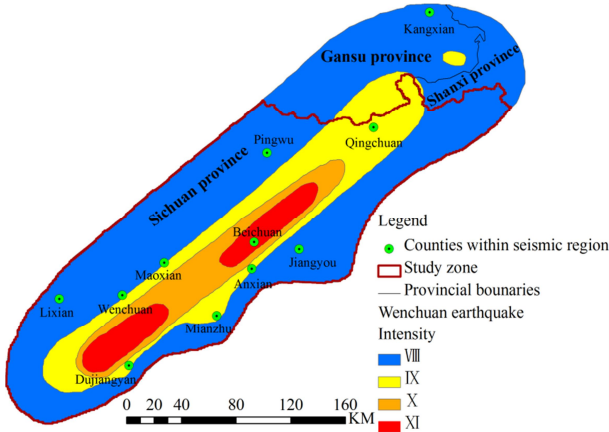 Kangxian
Gansu province
Shanxi province
Qingchuan
Pingwu
Sichuan province
Beichuan
Jiangyou
Maoxian
Anxian
Wenchuan
Lixian
Mianzhu
Dujiangyan
Legend
Counties within seismic region
Study zone
Provincial bounaries
Wenchuan earthquake
Intensity
Ⅷ
Ⅸ
Ⅹ
Ⅺ
0 20 40 80 120 160
KM